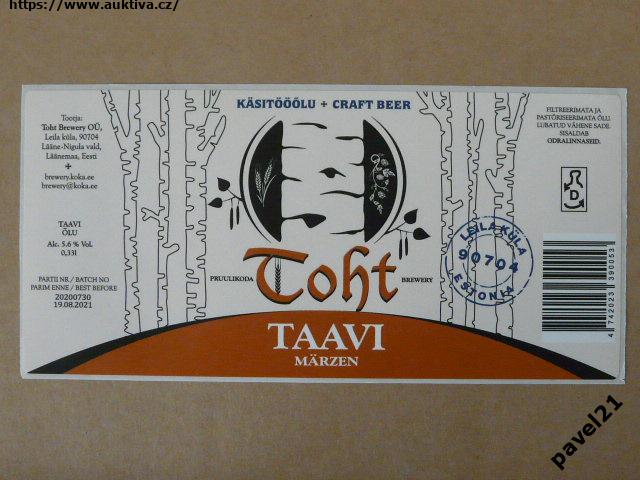 https://www.auktiva.cz/
KÄSITÖÖÕLU + CRAFT BEER
Tootja:
Toht Brewery OÜ,
Leila küla, 90704
Lääne-Nigula vald,
Läänemaa, Eesti
+
brewery.koka.ee
brewery@koka.ee
TAAVI
ÕLU
Alc. 5.6 % Vol.
0,33l
PARTII NR / BATCH NO
PARIM ENNE / BEST BEFORE
20200730
19.08.2021
PRUULIKODA
Toht
BREWERY
TAAVI
MÄRZEN
FILTREERIMATA JA
PASTÖRISEERIMATA ÕLU.
LUBATUD VÄHENE SADE.
SISALDAB
ODRALINNASEID.
D
LEILA KÜLA
90704
ESTONIA
4 742023 390053
pavel21